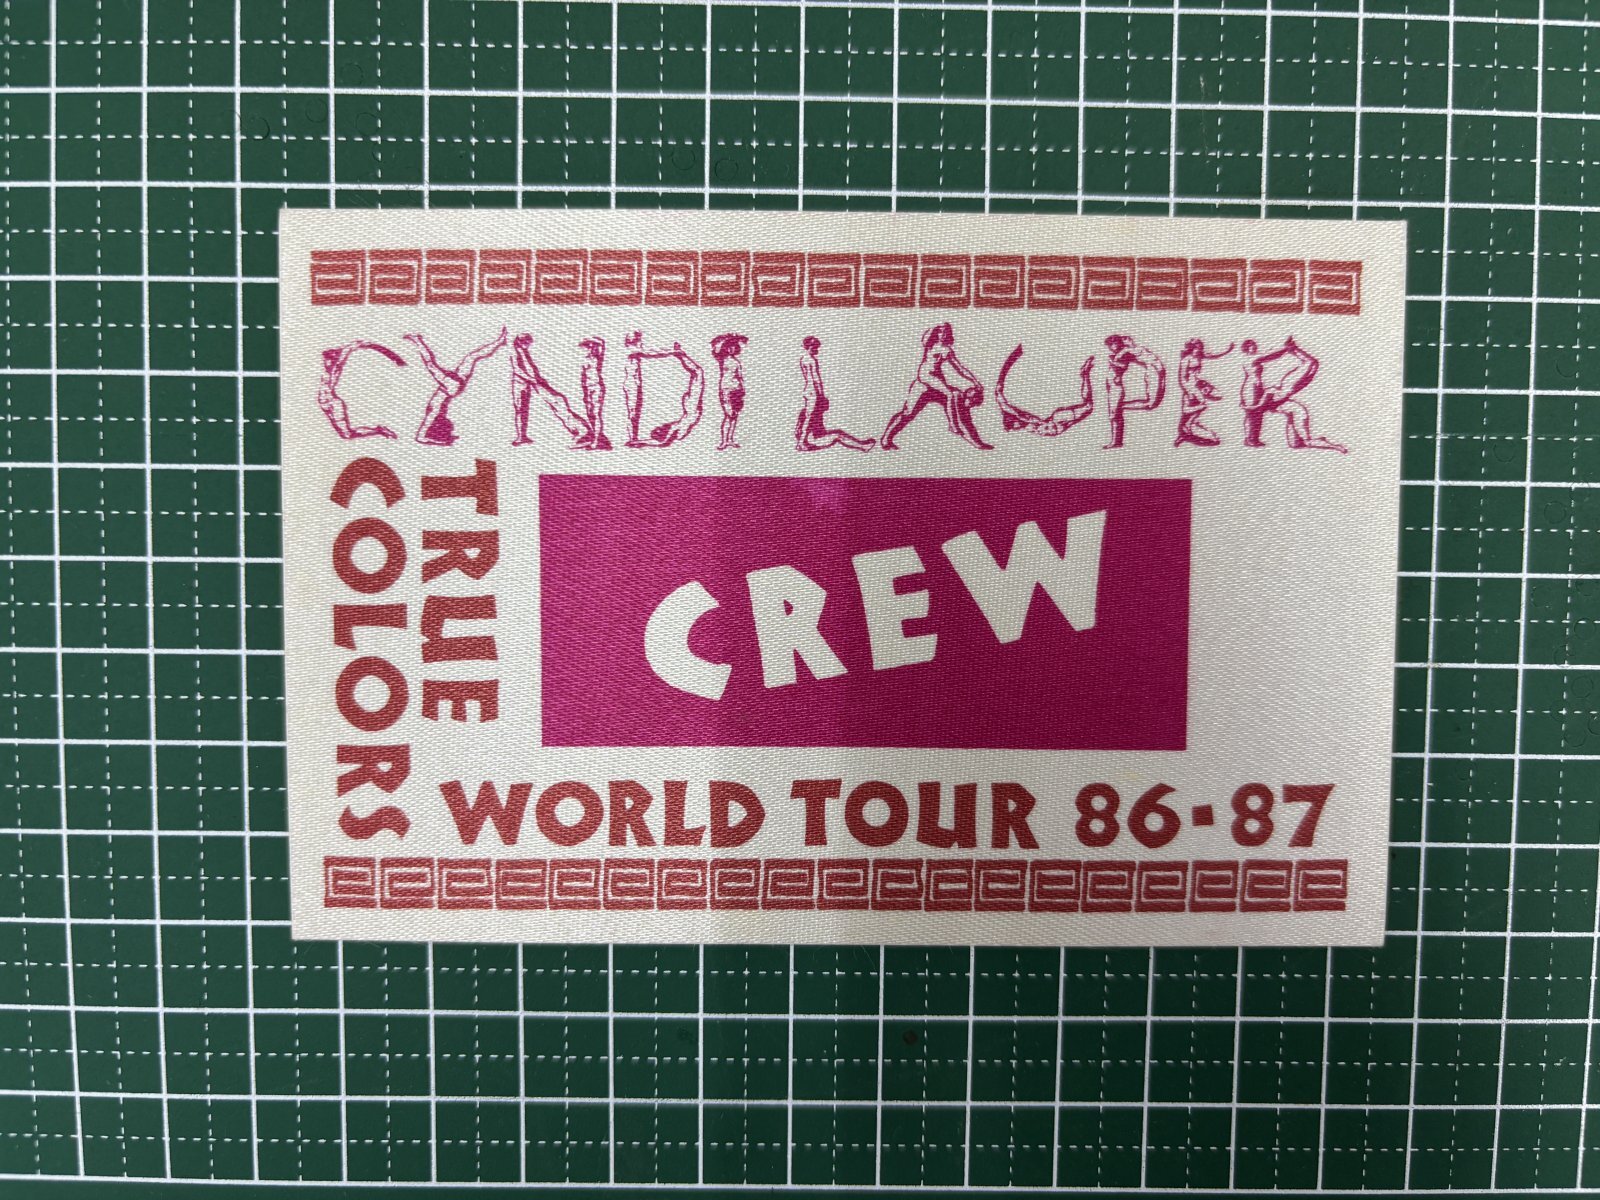 CYNDI LAUPER
TRUE
COLORS
CREW
WORLD TOUR 86-87